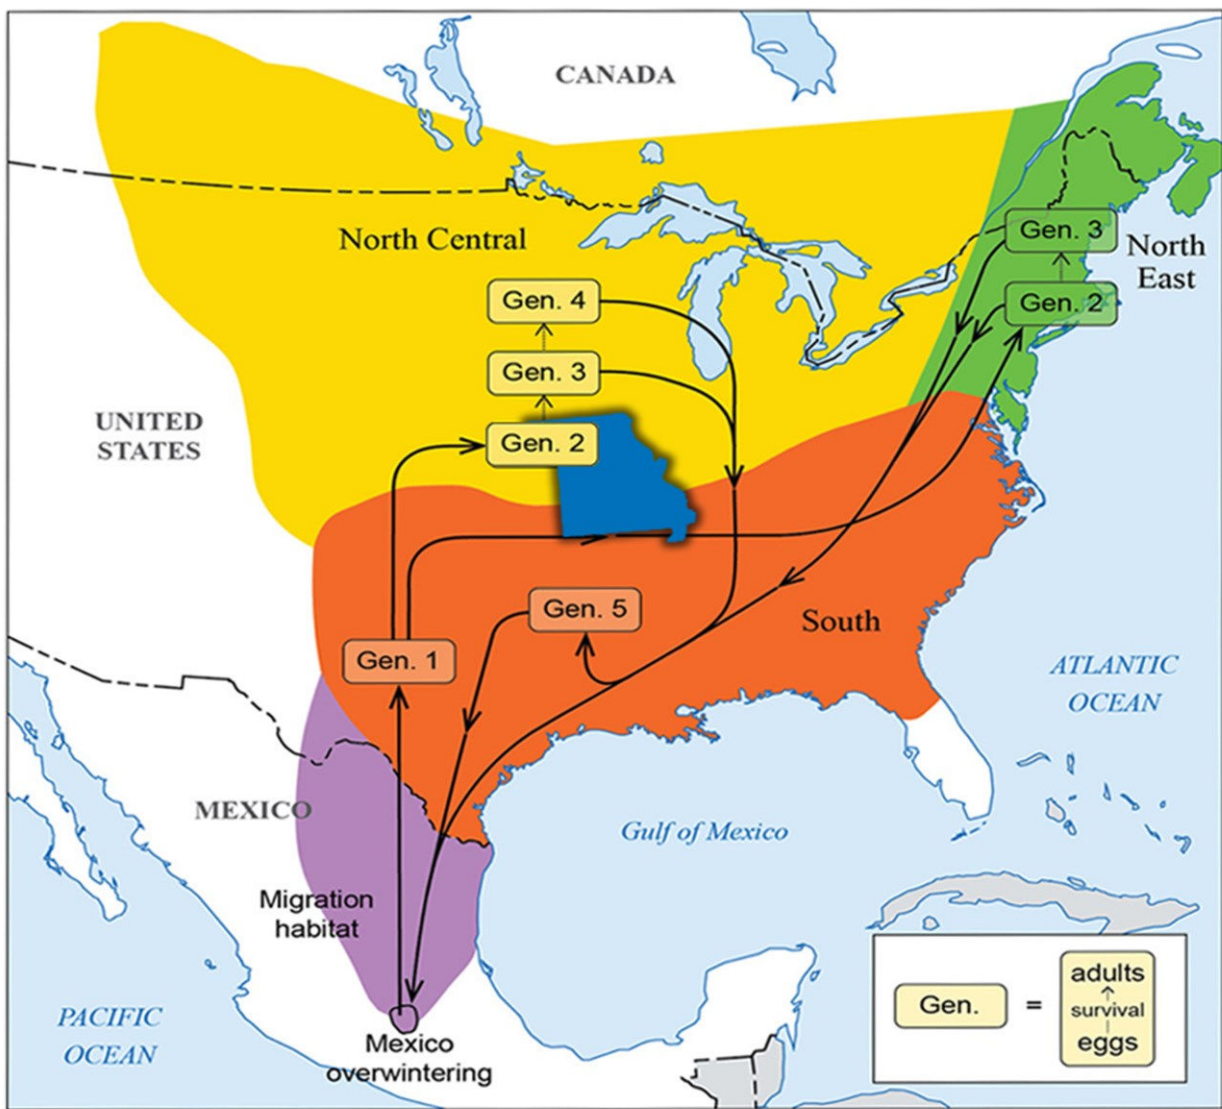 CANADA
North Central
Gen. 3
North
East
Gen. 2
Gen. 4
Gen. 3
Gen. 2
UNITED
STATES
Gen. 5
South
Gen. 1
ATLANTIC
OCEAN
MEXICO
Gulf of Mexico
Migration
habitat
PACIFIC
OCEAN
Mexico
overwintering
Gen.
=
adults
survival
eggs